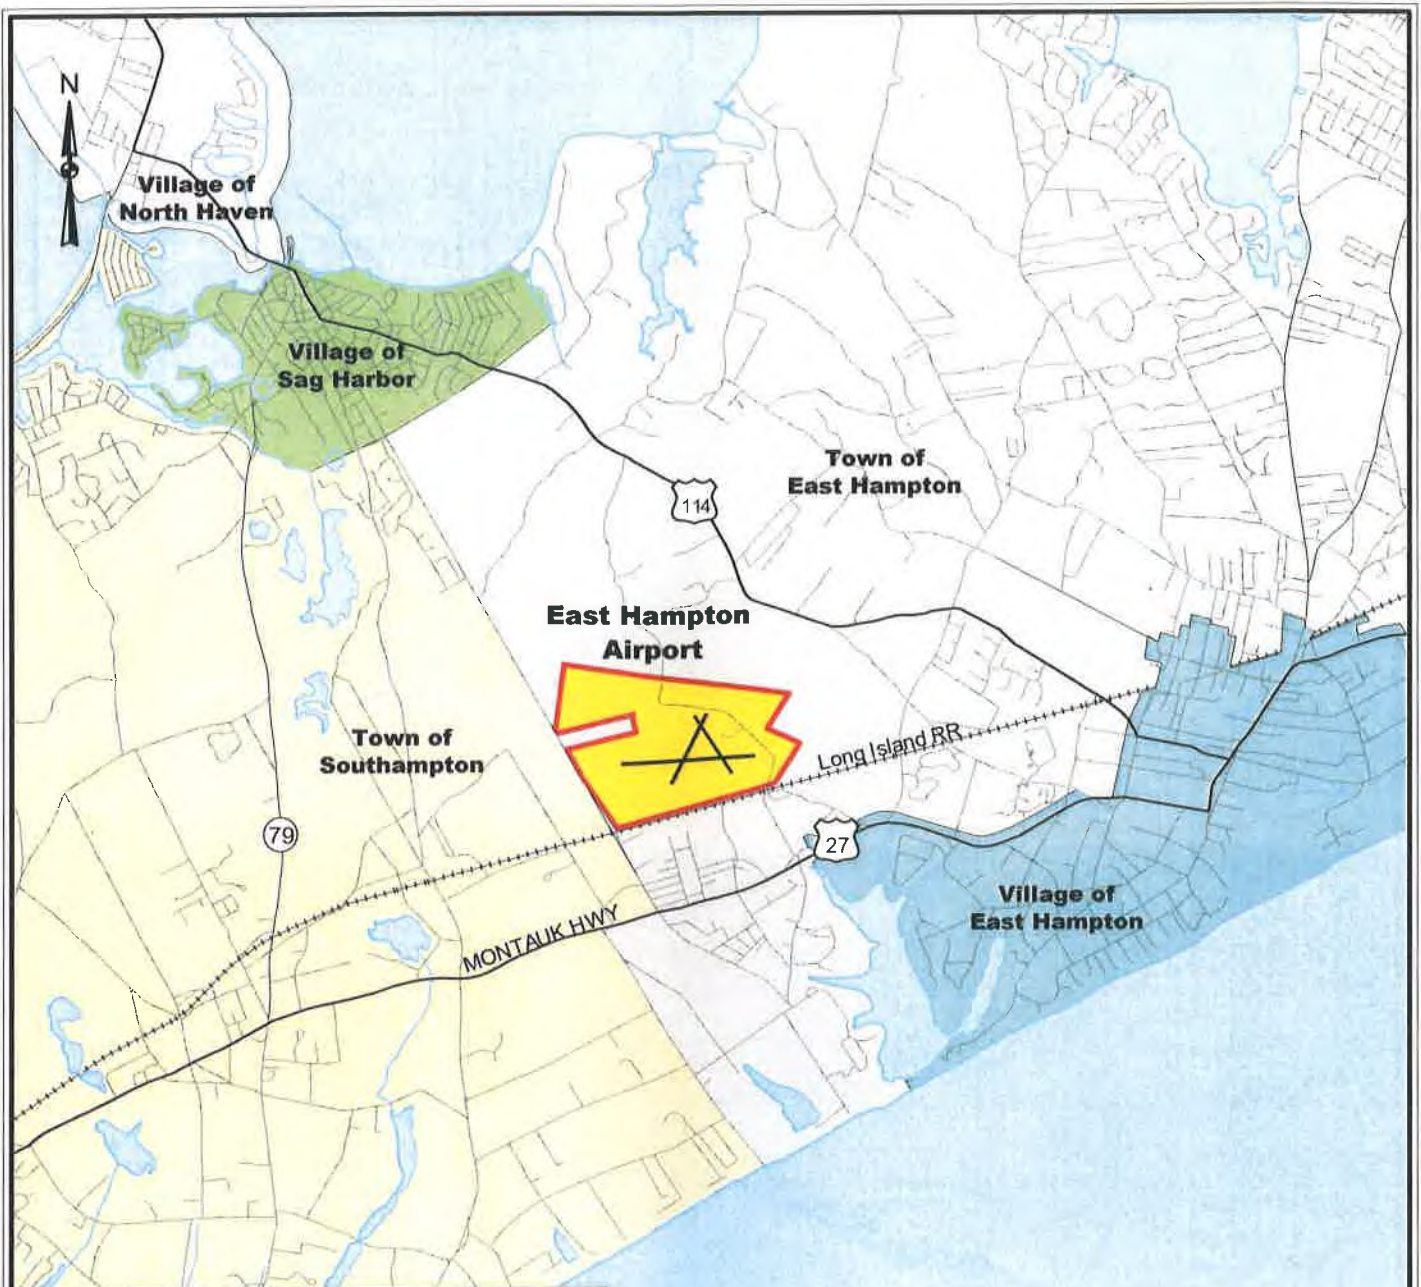 N
Village of
North Haven
Village of
Sag Harbor
Town of
East Hampton
114
East Hampton
Airport
Town of
Southampton
Long Island RR
79
27
Village of
East Hampton
MONTAUK HWY